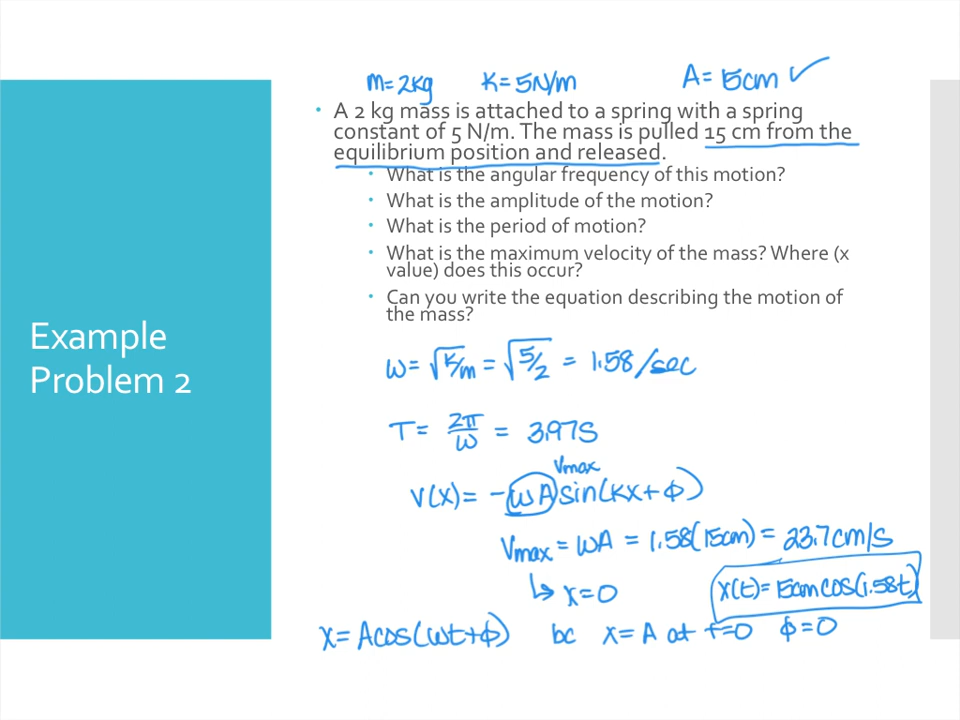 m=2kg K=5N/m A=15cm ✓
• A 2 kg mass is attached to a spring with a spring
constant of 5 N/m. The mass is pulled 15 cm from the
equilibrium position and released.
• What is the angular frequency of this motion?
• What is the amplitude of the motion?
• What is the period of motion?
• What is the maximum velocity of the mass? Where (x
value) does this occur?
• Can you write the equation describing the motion of
the mass?
Example
Problem 2
ω=√K/m = √5/2 = 1.58/sec
T= 2π/ω = 3.97s
Vmax
V(x)= -ωA sin(kx+φ)
Vmax = ωA = 1.58(15cm) = 23.7cm/s
↳ x=0
x(t)=15cm cos(1.58t)
x=Acos(ωt+φ) bc x=A at t=0 φ=0